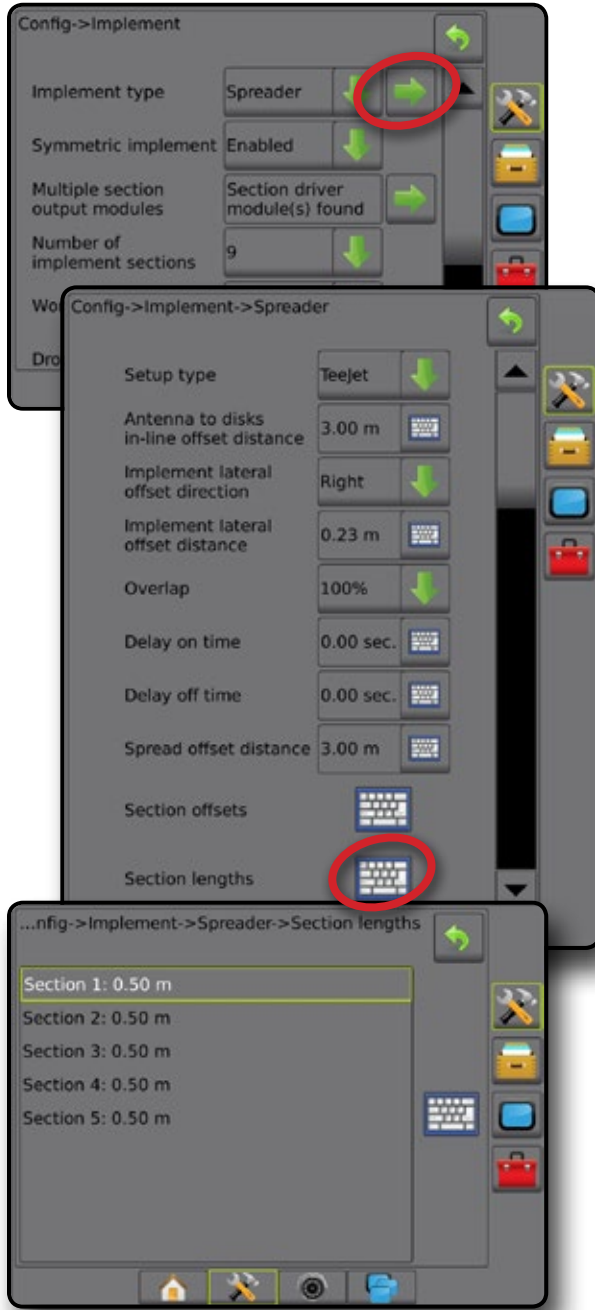 Config->Implement
Implement type Spreader
Symmetric implement Enabled
Multiple section output modules Section driver module(s) found
Number of implement sections 9
Wo
Dro
Config->Implement->Spreader
Setup type TeeJet
Antenna to disks in-line offset distance 3.00 m
Implement lateral offset direction Right
Implement lateral offset distance 0.23 m
Overlap 100%
Delay on time 0.00 sec.
Delay off time 0.00 sec.
Spread offset distance 3.00 m
Section offsets
Section lengths
...nfig->Implement->Spreader->Section lengths
Section 1: 0.50 m
Section 2: 0.50 m
Section 3: 0.50 m
Section 4: 0.50 m
Section 5: 0.50 m